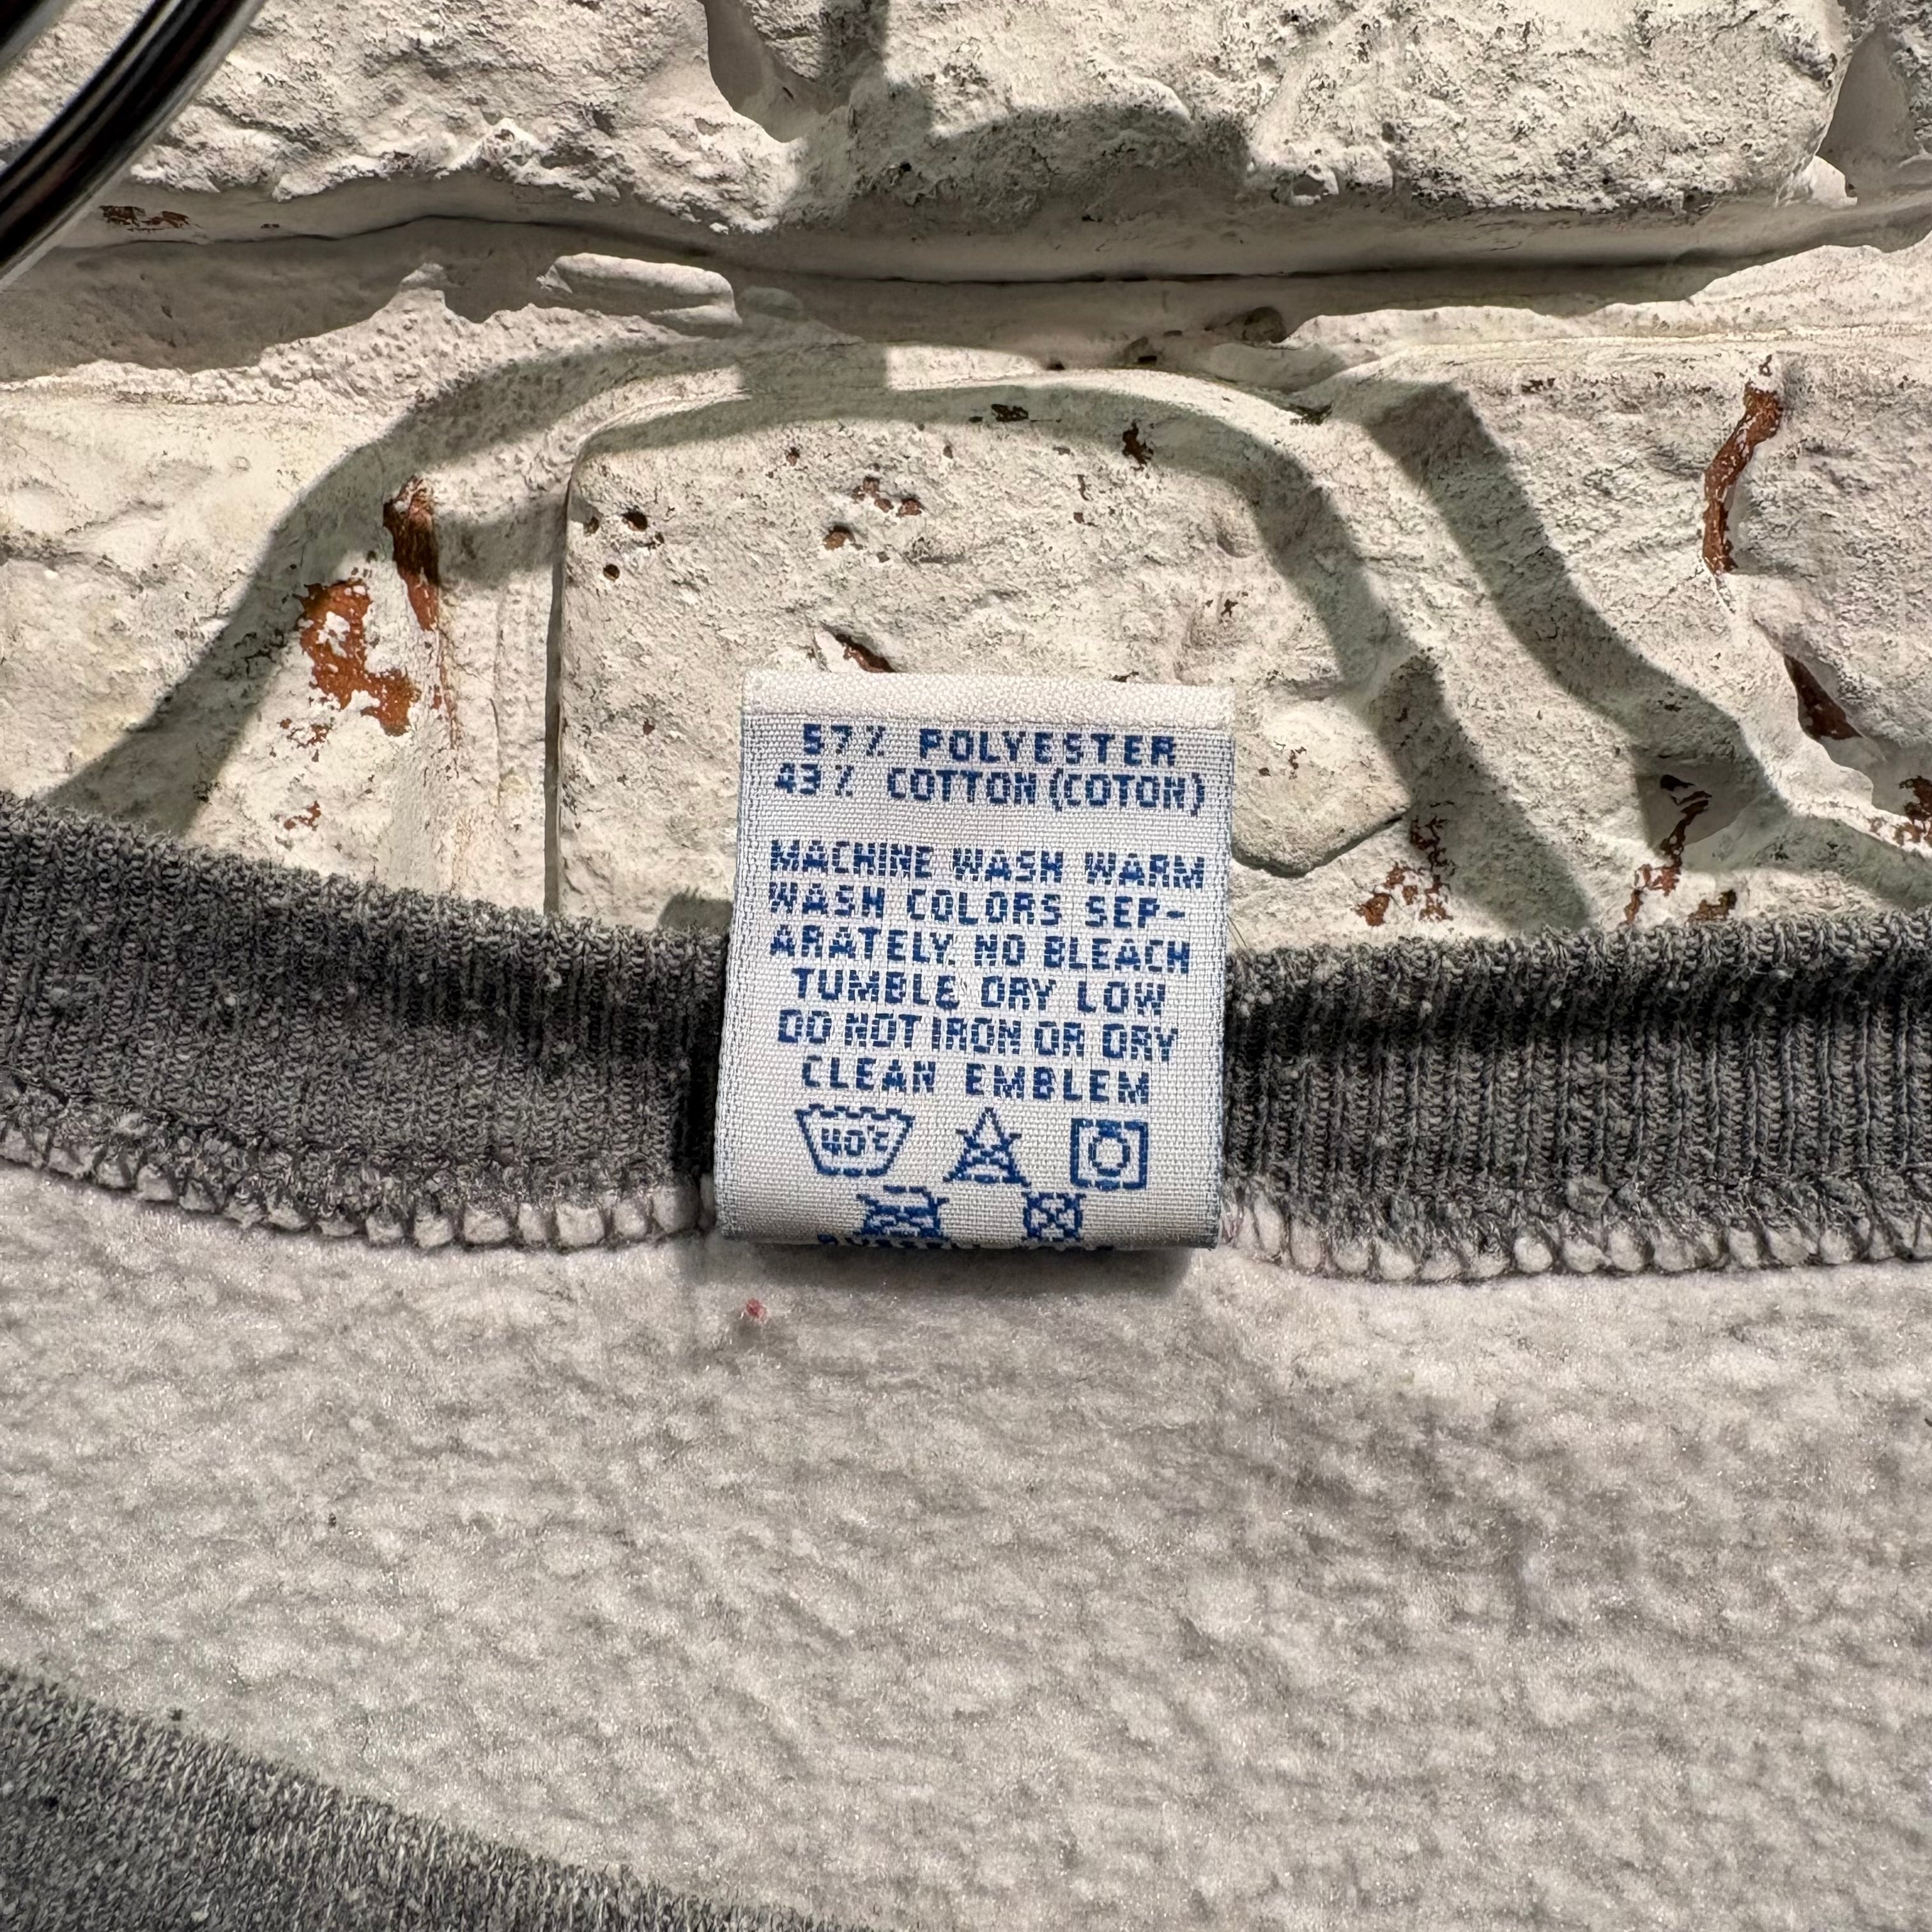 57% POLYESTER
43% COTTON (COTON)
MACHINE WASH WARM
WASH COLORS SEP-
ARATELY. NO BLEACH
TUMBLE DRY LOW
DO NOT IRON OR DRY
CLEAN EMBLEM
40°C